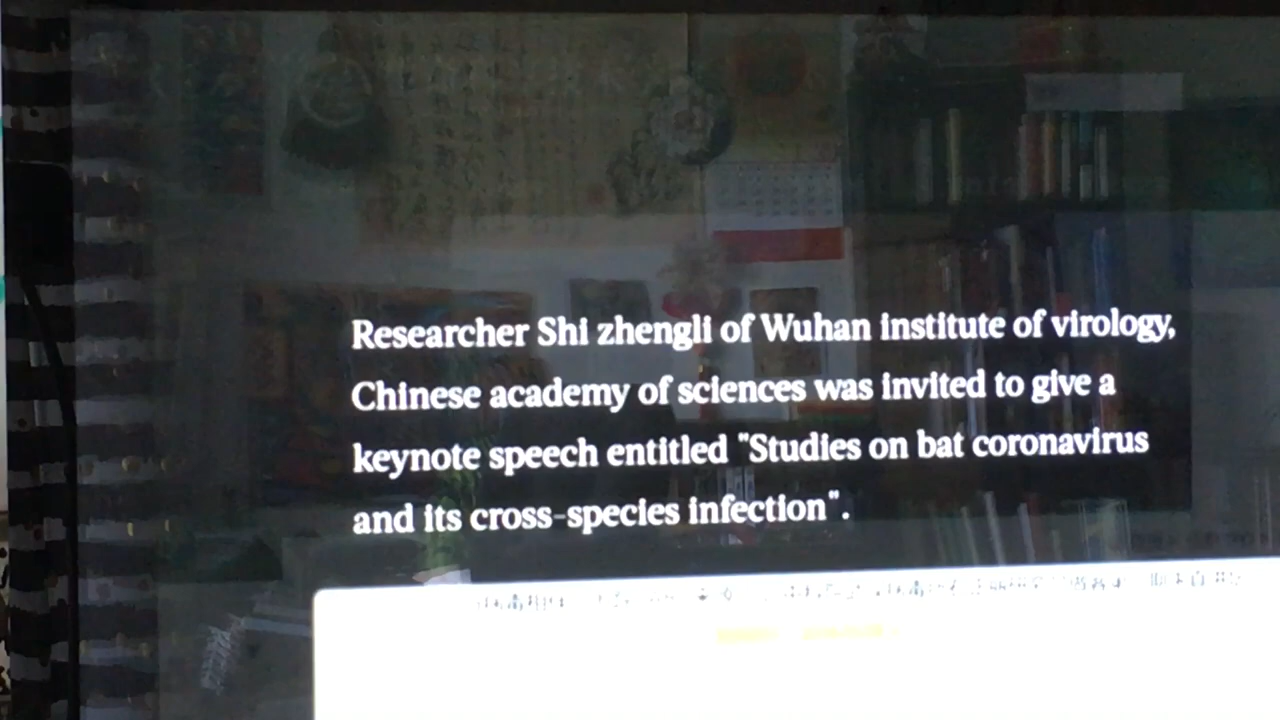 Researcher Shi zhengli of Wuhan institute of virology,
Chinese academy of sciences was invited to give a
keynote speech entitled "Studies on bat coronavirus
and its cross-species infection".